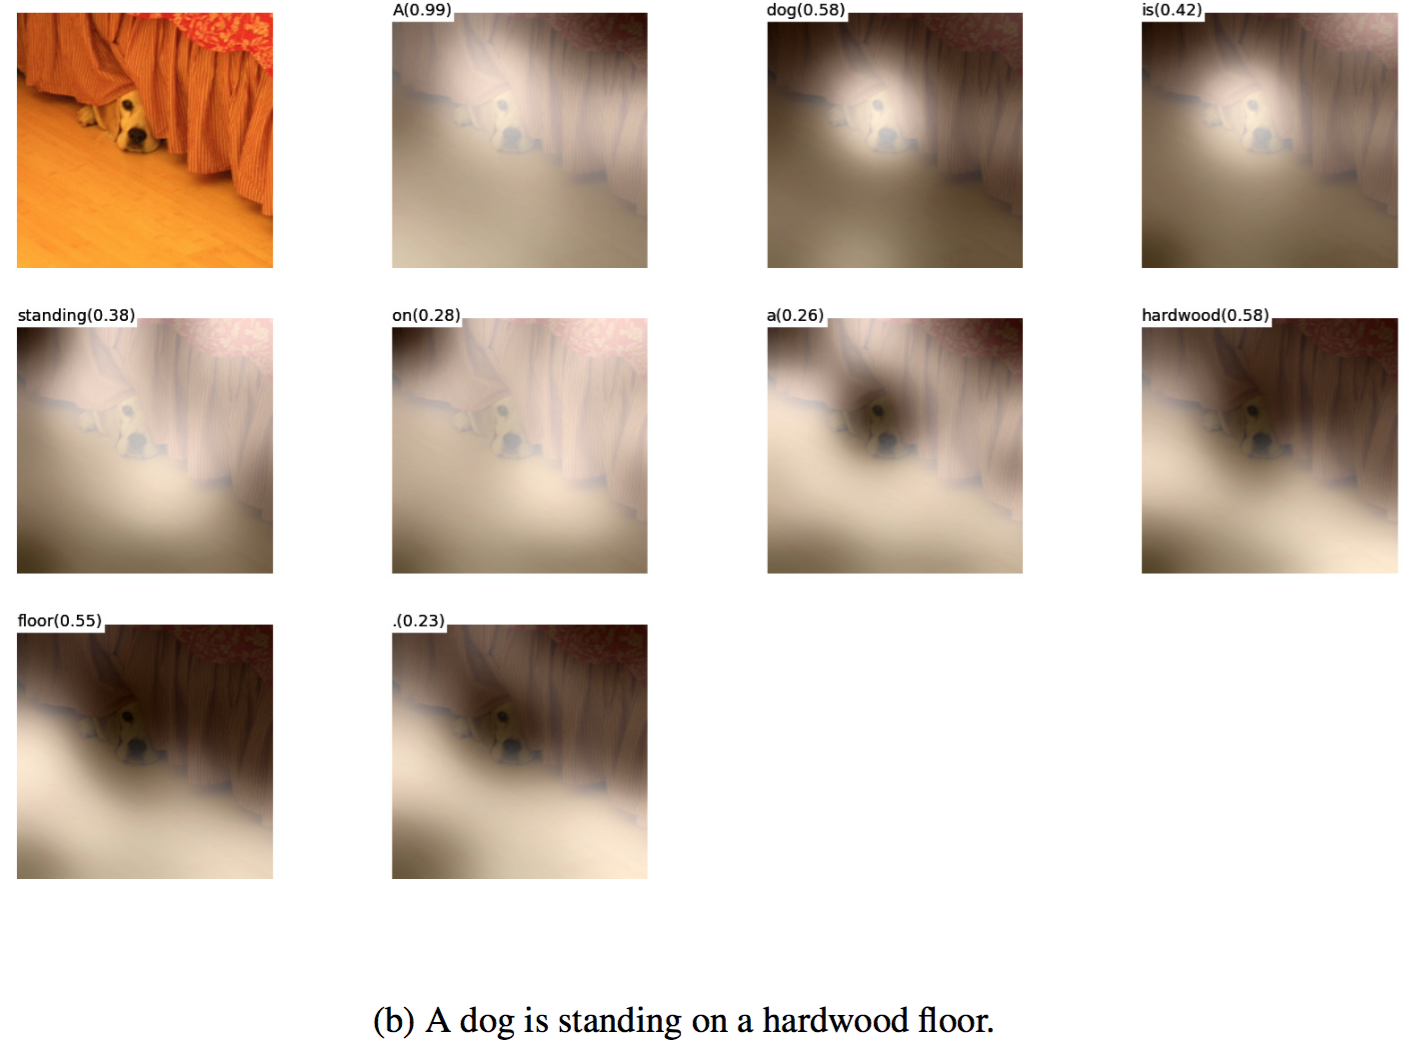 A(0.99)
dog(0.58)
is(0.42)
standing(0.38)
on(0.28)
a(0.26)
hardwood(0.58)
floor(0.55)
.(0.23)
(b) A dog is standing on a hardwood floor.